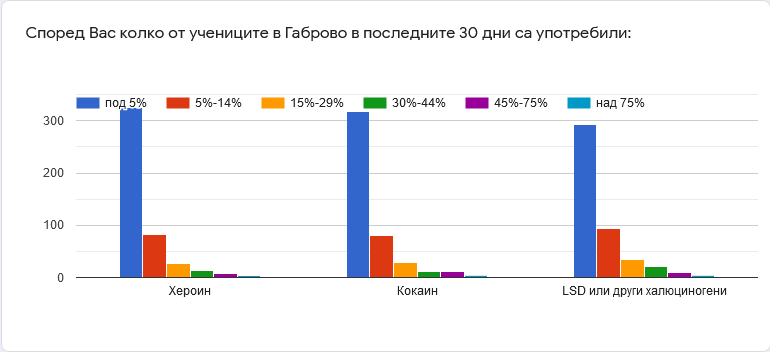 Според Вас колко от учениците в Габрово в последните 30 дни са употребили:
под 5% 5%-14% 15%-29% 30%-44% 45%-75% над 75%
300
200
100
0
Хероин Кокаин LSD или други халюциногени